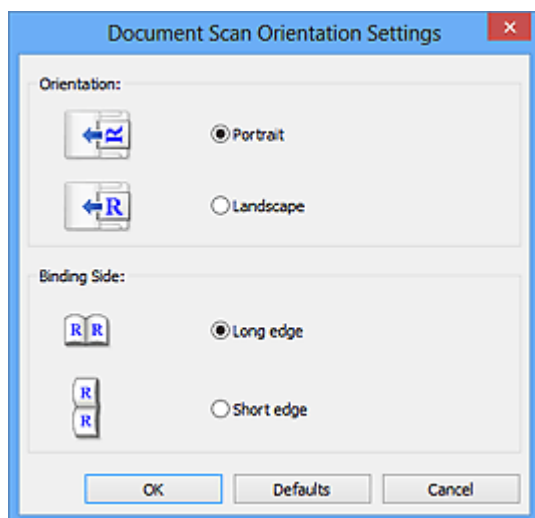 Document Scan Orientation Settings
Orientation:
R
Portrait
R
Landscape
Binding Side:
R R
Long edge
R
R
Short edge
OK Defaults Cancel